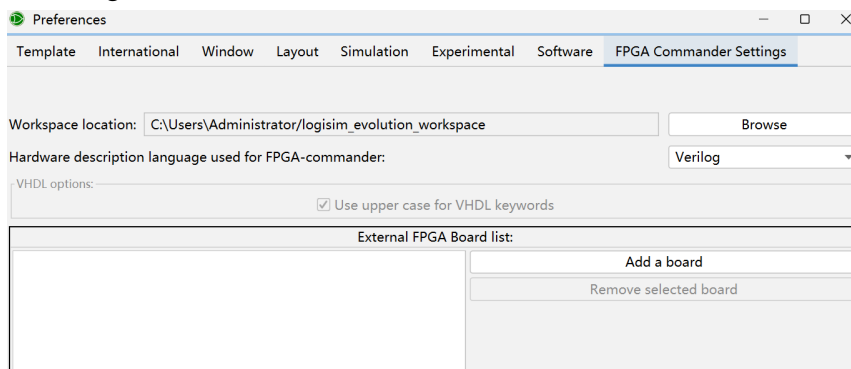 Preferences
Template International Window Layout Simulation Experimental Software FPGA Commander Settings
Workspace location: C:\Users\Administrator/logisim_evolution_workspace Browse
Hardware description language used for FPGA-commander: Verilog
VHDL options:
Use upper case for VHDL keywords
External FPGA Board list:
Add a board
Remove selected board